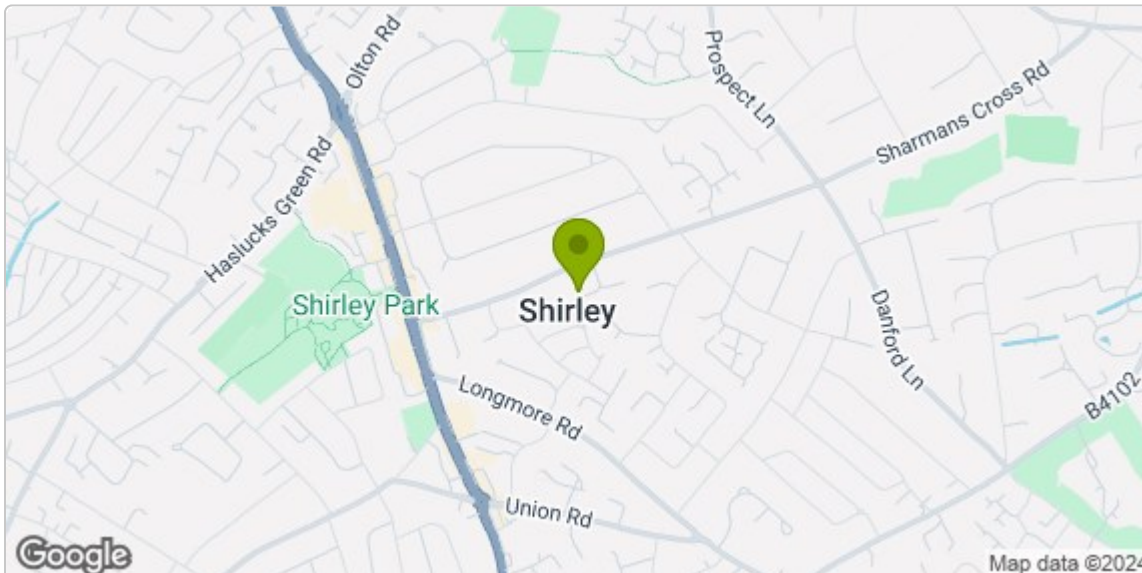 Olton Rd
Prospect Ln
Sharmans Cross Rd
Haslucks Green Rd
Shirley Park
Shirley
Danford Ln
Longmore Rd
B4102
Union Rd
Google
Map data ©2024